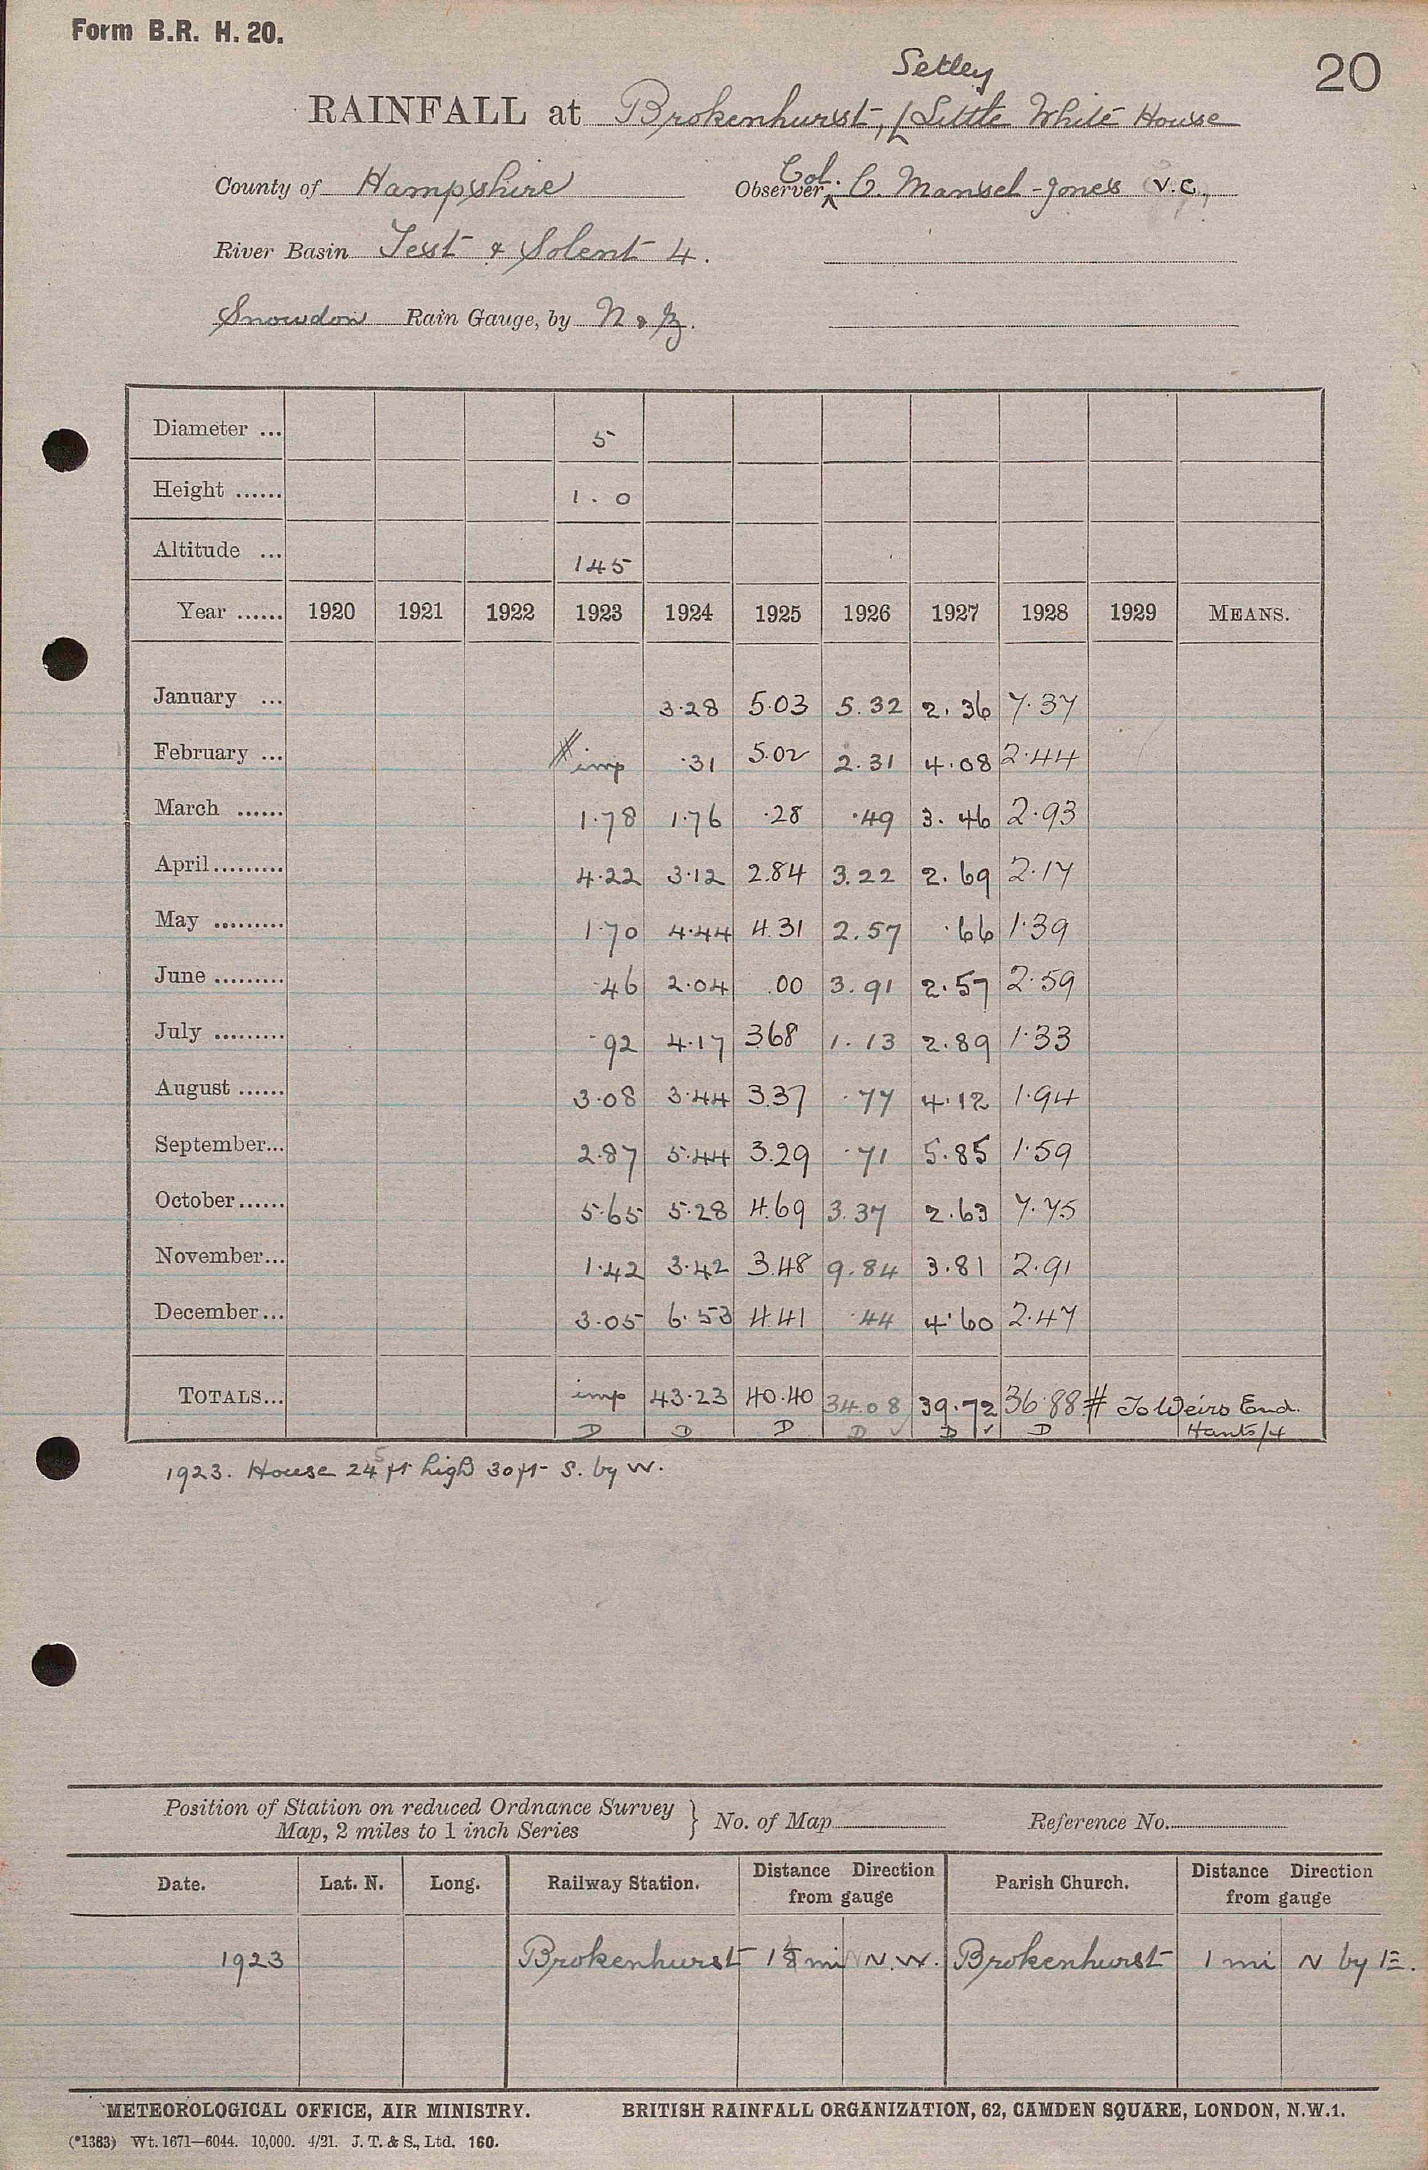 Form B.R. H. 20.
20
Setley
RAINFALL at Brokenhurst, [Little White House
County of Hampshire Observer Col. C. Mansel-Jones V.C.,
River Basin Test & Solent 4.
Snowdon Rain Gauge, by N & Z.
Diameter ... 5
Height ...... 1.0
Altitude ... 145
Year ...... 1920 1921 1922 1923 1924 1925 1926 1927 1928 1929 MEANS.
January ... 3.28 5.03 5.32 2.36 7.37
February ... # imp .31 5.02 2.31 4.08 2.44
March ...... 1.78 1.76 .28 .49 3.46 2.93
April......... 4.22 3.12 2.84 3.22 2.69 2.17
May ......... 1.70 4.44 4.31 2.57 .66 1.39
June ......... .46 2.04 .00 3.91 2.57 2.59
July ......... .92 4.17 3.68 1.13 2.89 1.33
August ...... 3.08 3.44 3.37 .77 4.12 1.94
September... 2.87 5.44 3.29 .71 5.85 1.59
October...... 5.65 5.28 4.69 3.37 2.63 7.75
November... 1.42 3.42 3.48 9.84 3.81 2.91
December... 3.05 6.53 4.41 .44 4.60 2.47
TOTALS... imp 43.23 40.40 34.08 39.72 36.88 # To Weirs End.
D D D D ✓ D ✓ D Hants/4
1923. House 24 ft high 30 ft S. by W.
Position of Station on reduced Ordnance Survey
Map, 2 miles to 1 inch Series } No. of Map Reference No.
Date. Lat. N. Long. Railway Station. Distance Direction from gauge Parish Church. Distance Direction from gauge
1923 Brokenhurst mi N.W. Brokenhurst 1 mi N by E.
METEOROLOGICAL OFFICE, AIR MINISTRY. BRITISH RAINFALL ORGANIZATION, 62, CAMDEN SQUARE, LONDON, N.W.1.
(*1383) Wt. 1671—6044. 10,000. 4/21. J. T. & S., Ltd. 160.